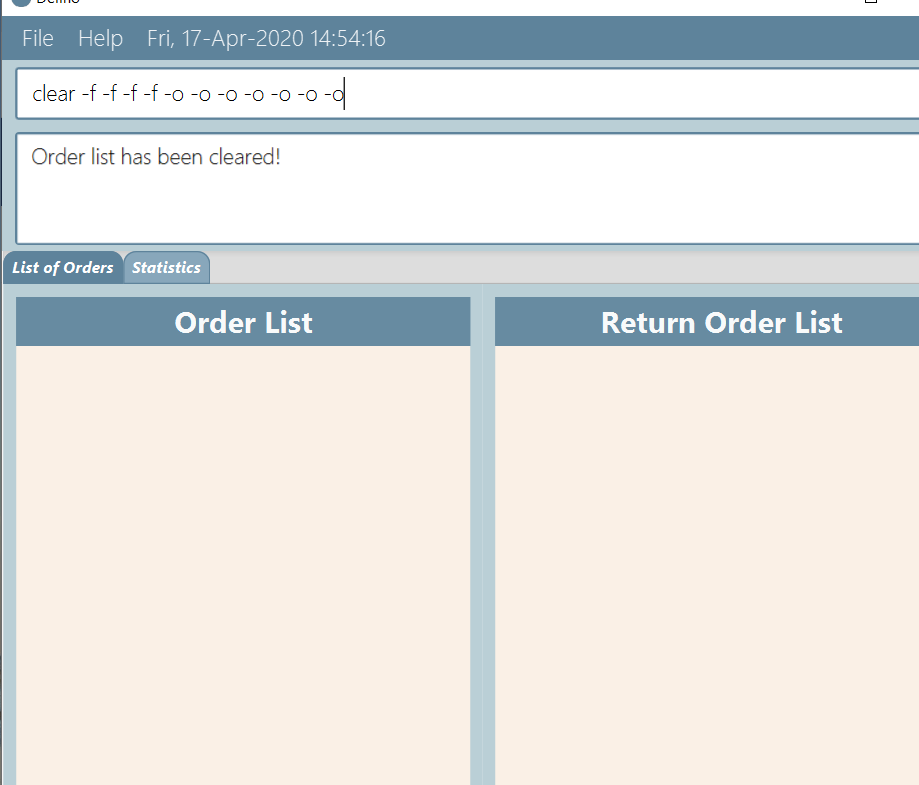 File Help Fri, 17-Apr-2020 14:54:16
clear -f -f -f -f -o -o -o -o -o -o -o
Order list has been cleared!
List of Orders Statistics
Order List Return Order List